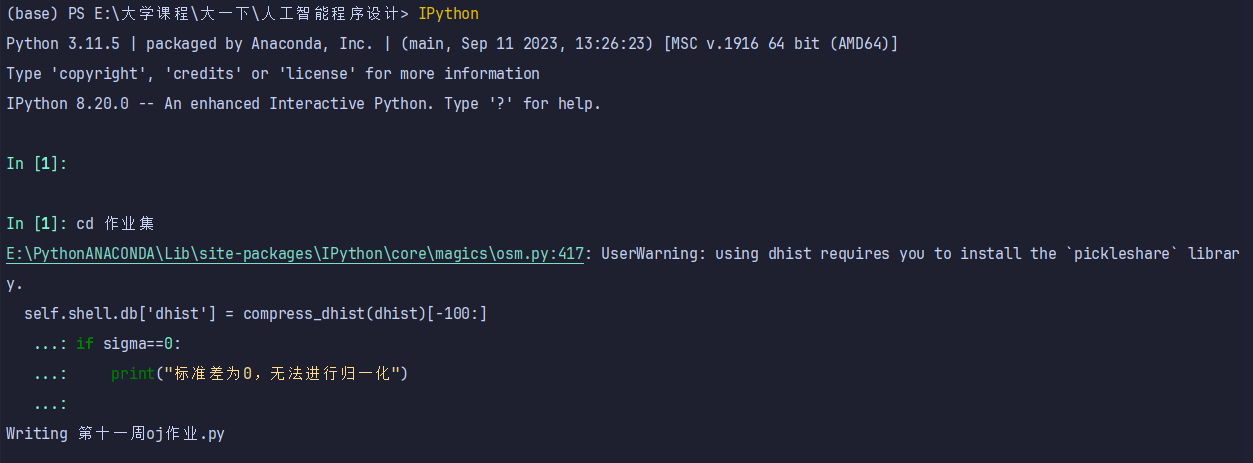 (base) PS E:\大学课程\大一下\人工智能程序设计> IPython
Python 3.11.5 | packaged by Anaconda, Inc. | (main, Sep 11 2023, 13:26:23) [MSC v.1916 64 bit (AMD64)]
Type 'copyright', 'credits' or 'license' for more information
IPython 8.20.0 -- An enhanced Interactive Python. Type '?' for help.
In [1]:
In [1]: cd 作业集
E:\PythonANACONDA\Lib\site-packages\IPython\core\magics\osm.py:417: UserWarning: using dhist requires you to install the `pickleshare` librar
y.
  self.shell.db['dhist'] = compress_dhist(dhist)[-100:]
   ...: if sigma==0:
   ...:     print("标准差为0，无法进行归一化")
   ...:
Writing 第十一周oj作业.py